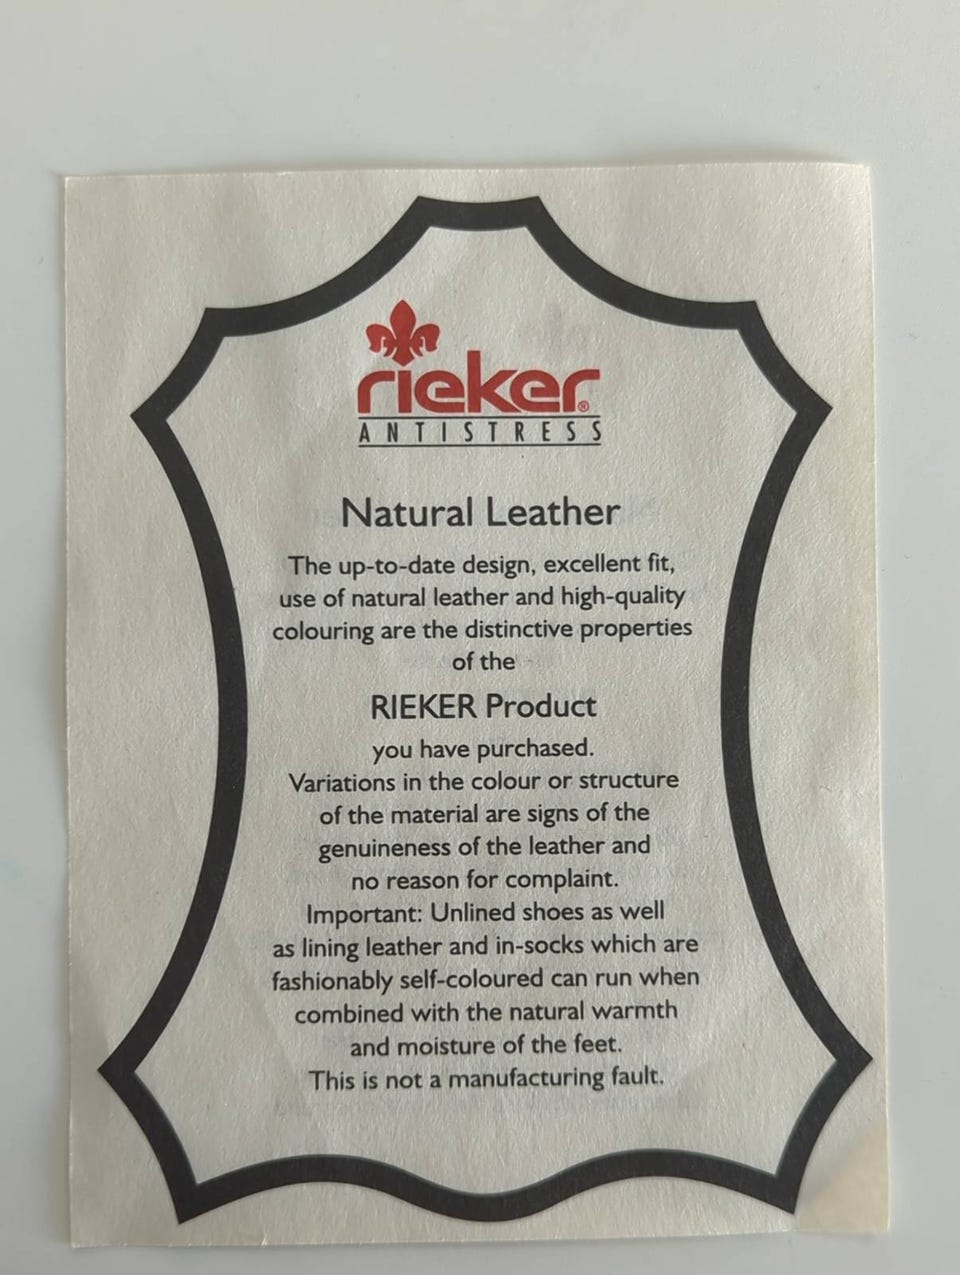 rieker®
ANTISTRESS
Natural Leather
The up-to-date design, excellent fit,
use of natural leather and high-quality
colouring are the distinctive properties
of the
RIEKER Product
you have purchased.
Variations in the colour or structure
of the material are signs of the
genuineness of the leather and
no reason for complaint.
Important: Unlined shoes as well
as lining leather and in-socks which are
fashionably self-coloured can run when
combined with the natural warmth
and moisture of the feet.
This is not a manufacturing fault.